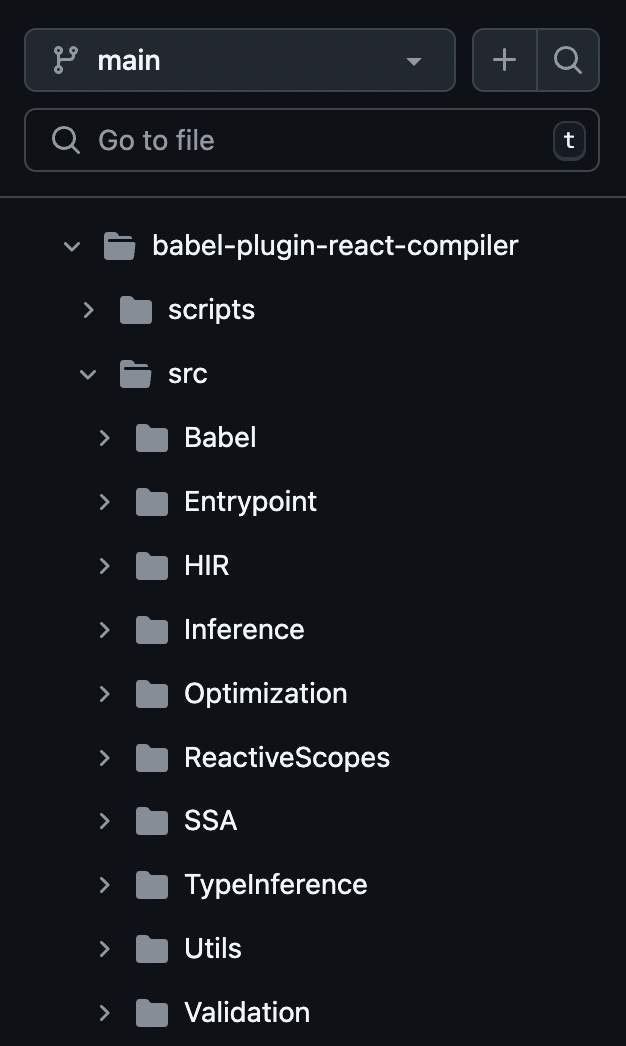 main
Go to file t
babel-plugin-react-compiler
scripts
src
Babel
Entrypoint
HIR
Inference
Optimization
ReactiveScopes
SSA
TypeInference
Utils
Validation